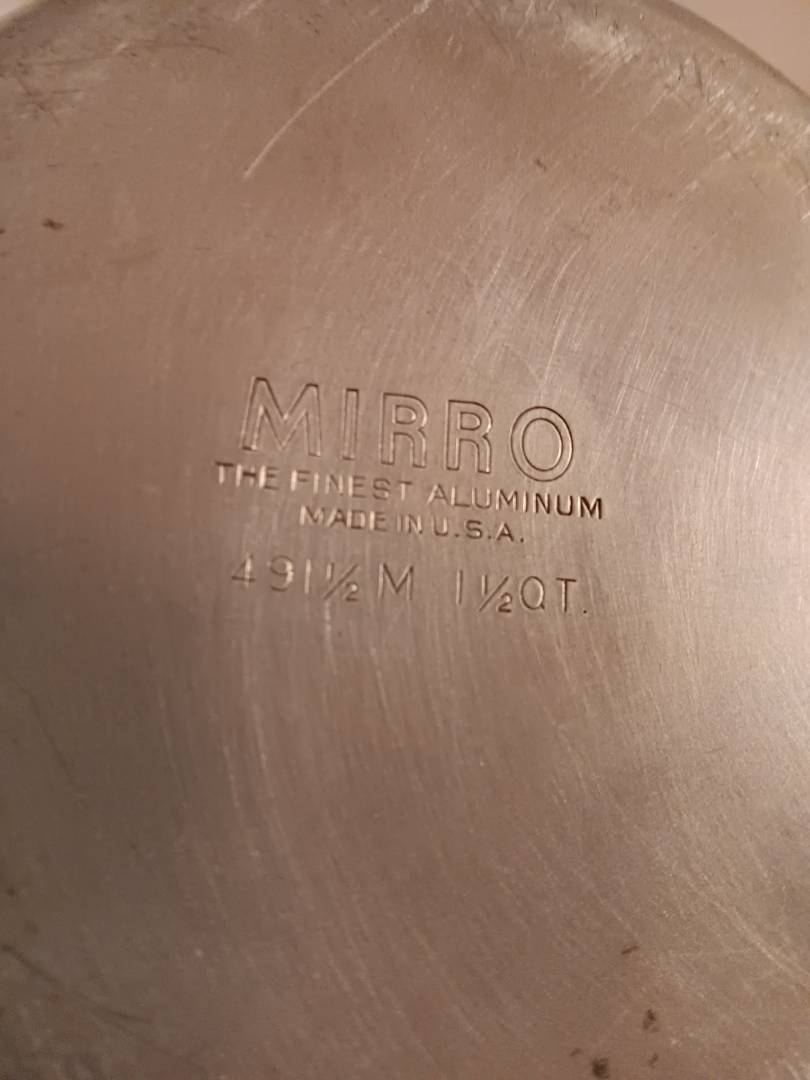 MIRRO
THE FINEST ALUMINUM
MADE IN U.S.A.
491½ M 1½ QT.